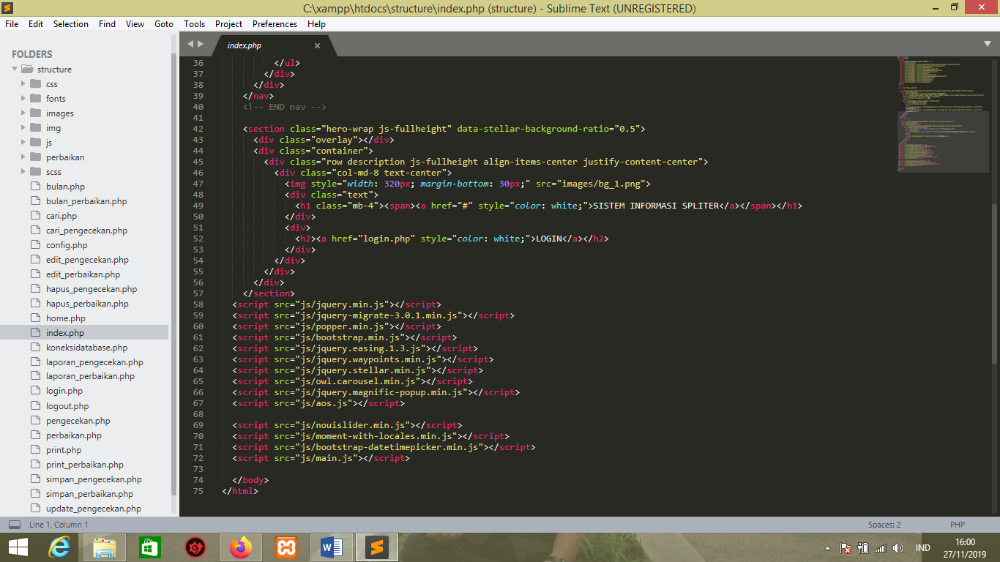 C:\xampp\htdocs\structure\index.php (structure) - Sublime Text (UNREGISTERED)
File Edit Selection Find View Goto Tools Project Preferences Help
FOLDERS
structure
css
fonts
images
img
js
perbaikan
scss
bulan.php
bulan_perbaikan.php
cari.php
cari_pengecekan.php
config.php
edit_pengecekan.php
edit_perbaikan.php
hapus_pengecekan.php
hapus_perbaikan.php
home.php
index.php
koneksidatabase.php
laporan_pengecekan.php
laporan_perbaikan.php
login.php
logout.php
pengecekan.php
perbaikan.php
print.php
print_perbaikan.php
simpan_pengecekan.php
simpan_perbaikan.php
update_pengecekan.php
index.php
36 </ul>
37 </div>
38 </div>
39 </nav>
40 <!-- END nav -->
41
42 <section class="hero-wrap js-fullheight" data-stellar-background-ratio="0.5">
43 <div class="overlay"></div>
44 <div class="container">
45 <div class="row description js-fullheight align-items-center justify-content-center">
46 <div class="col-md-8 text-center">
47 <img style="width: 320px; margin-bottom: 30px;" src="images/bg_1.png">
48 <div class="text">
49 <h1 class="mb-4"><span><a href="#" style="color: white;">SISTEM INFORMASI SPLITER</a></span></h1>
50 </div>
51 <div>
52 <h2><a href="login.php" style="color: white;">LOGIN</a></h2>
53 </div>
54 </div>
55 </div>
56 </div>
57 </section>
58 <script src="js/jquery.min.js"></script>
59 <script src="js/jquery-migrate-3.0.1.min.js"></script>
60 <script src="js/popper.min.js"></script>
61 <script src="js/bootstrap.min.js"></script>
62 <script src="js/jquery.easing.1.3.js"></script>
63 <script src="js/jquery.waypoints.min.js"></script>
64 <script src="js/jquery.stellar.min.js"></script>
65 <script src="js/owl.carousel.min.js"></script>
66 <script src="js/jquery.magnific-popup.min.js"></script>
67 <script src="js/aos.js"></script>
68
69 <script src="js/nouislider.min.js"></script>
70 <script src="js/moment-with-locales.min.js"></script>
71 <script src="js/bootstrap-datetimepicker.min.js"></script>
72 <script src="js/main.js"></script>
73
74 </body>
75 </html>
Line 1, Column 1 Spaces: 2 PHP
IND 16:00
27/11/2019